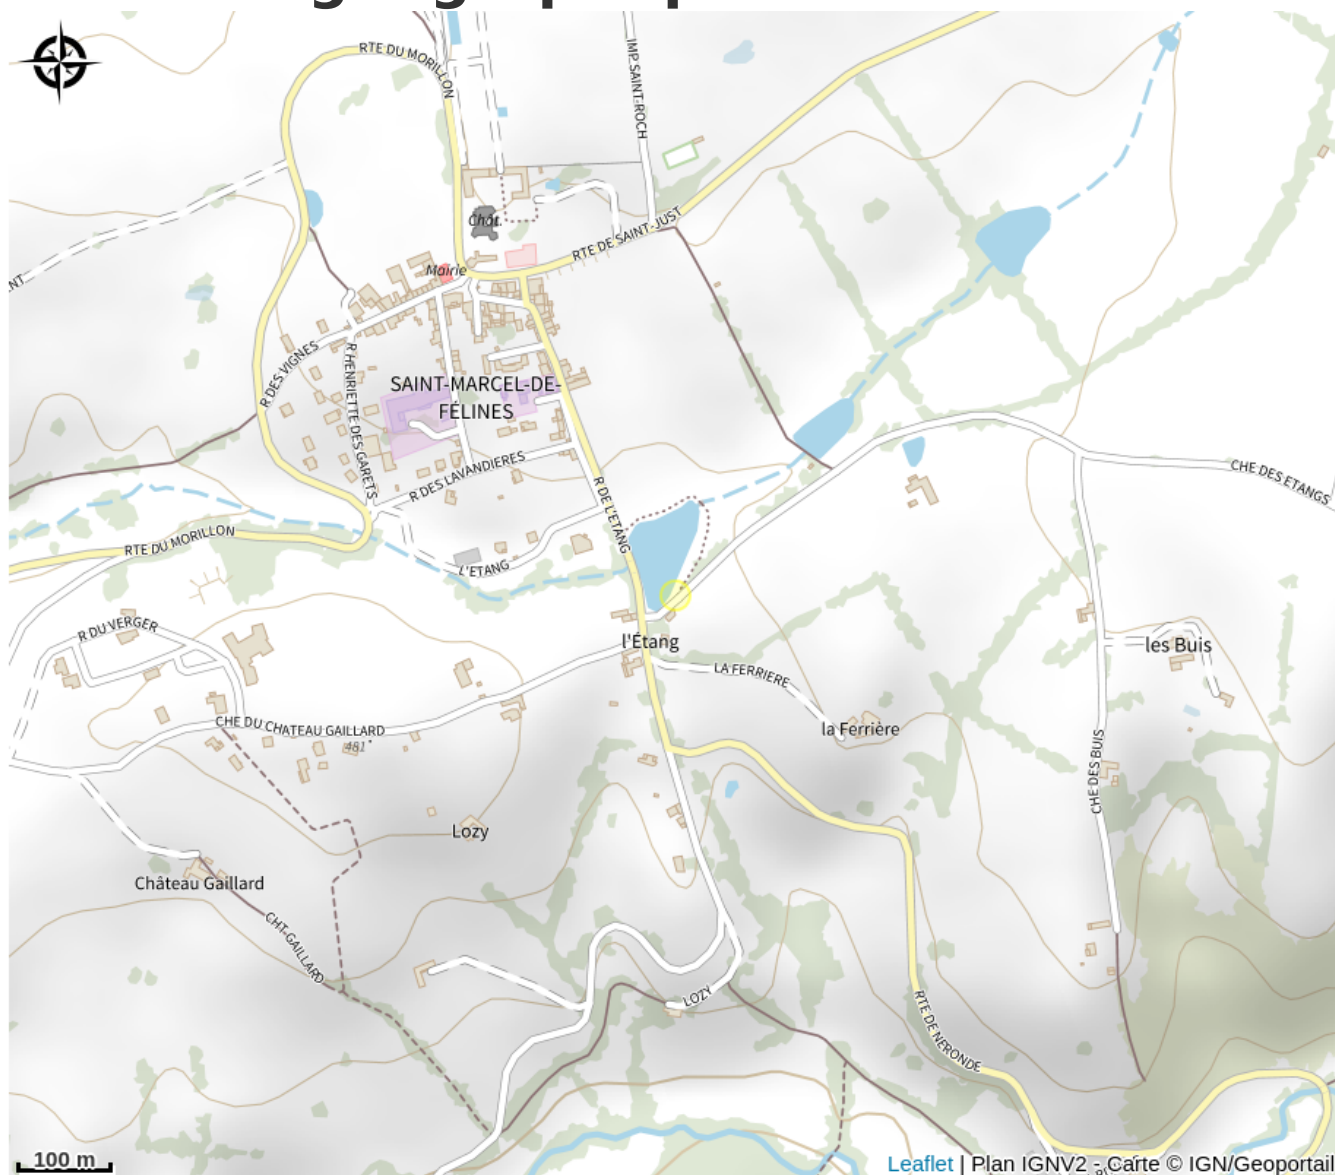 RTE DU MORILLON
IMP. SAINT-ROCH
Chât.
RTE DE SAINT-JUST
Mairie
NT
R DES VIGNES
R HENRIETTE DES GARETS
SAINT-MARCEL-DE-
FÉLINES
R DES LAVANDIERES
R DE L'ETANG
CHE DES ETANGS
RTE DU MORILLON
L'ETANG
R DU VERGER
l'Étang
les Buis
LA FERRIERE
CHE DU CHATEAU GAILLARD
481
la Ferrière
CHE DES BUIS
Lozy
Château Gaillard
CHT-GAILLARD
LOZY
RTE DE NERONDE
100 m
Leaflet | Plan IGNV2 - Carte © IGN/Geoportail